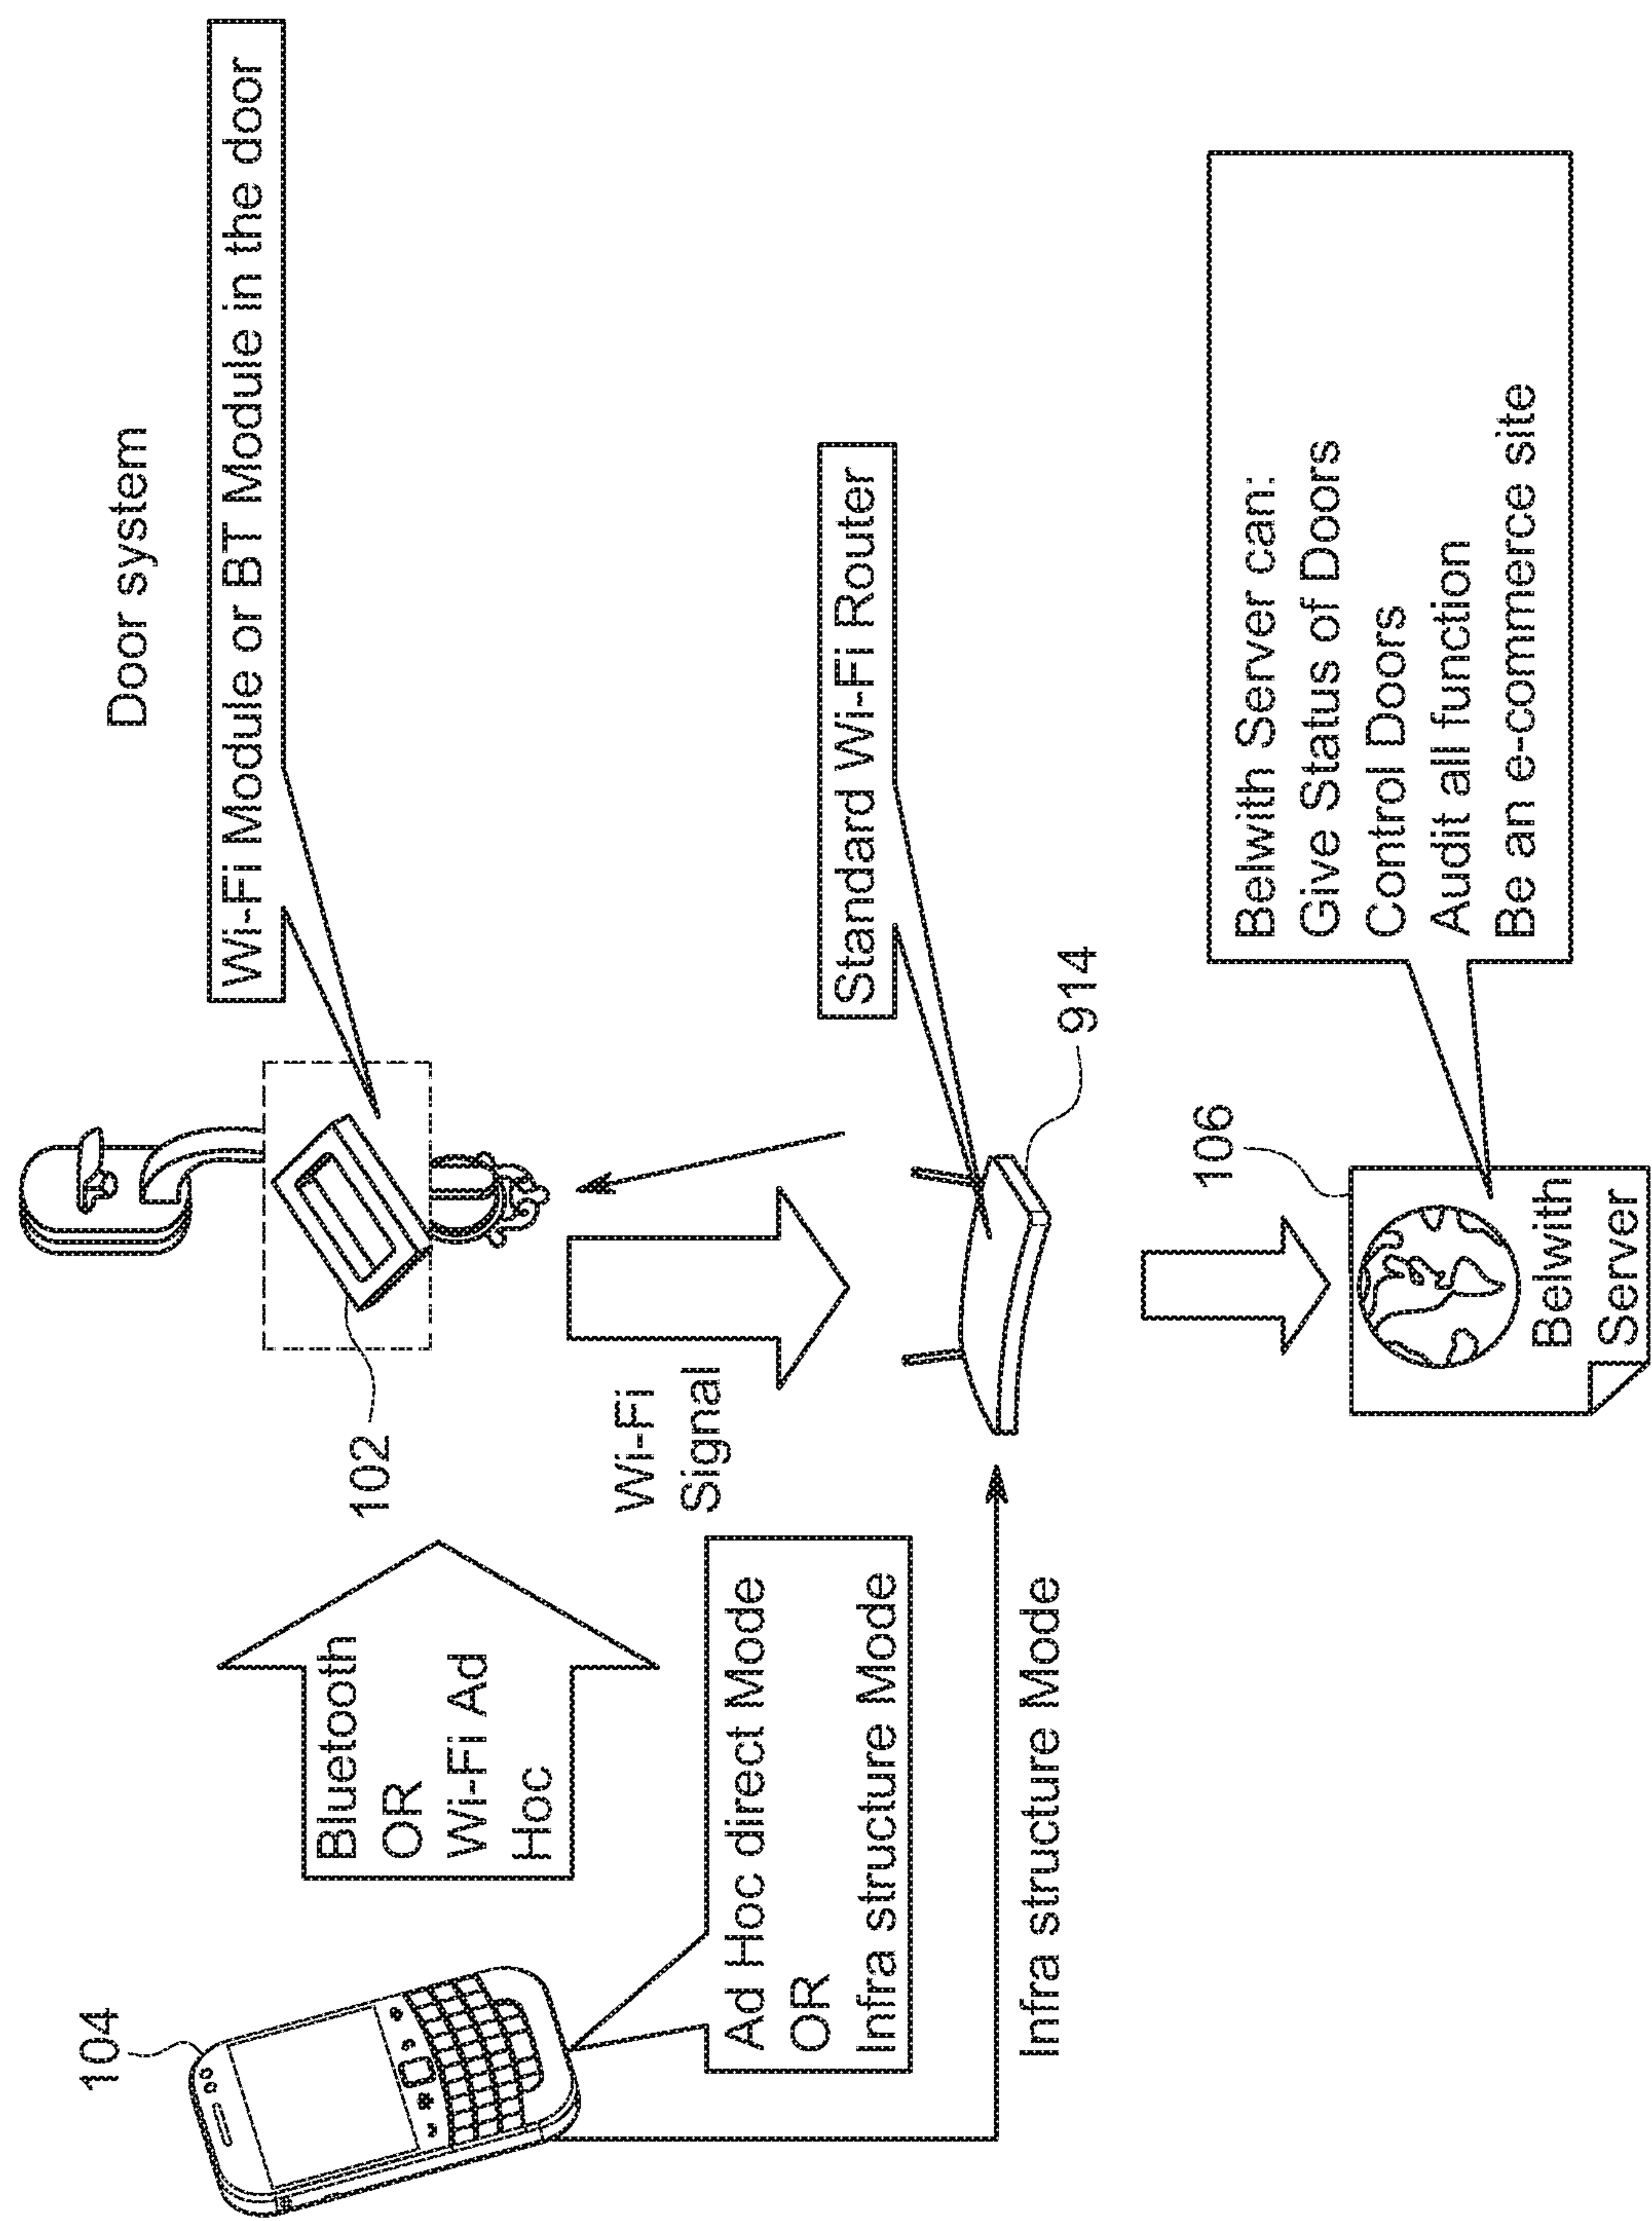 Door system
Wi-Fi Module or BT Module in the door
104
Bluetooth
OR
Wi-Fi Ad
Hoc
102
Wi-Fi
Signal
Standard Wi-Fi Router
Ad Hoc direct Mode
OR
Infra structure Mode
914
Infra structure Mode
106
Belwith
Server
Belwith Server can:
Give Status of Doors
Control Doors
Audit all function
Be an e-commerce site